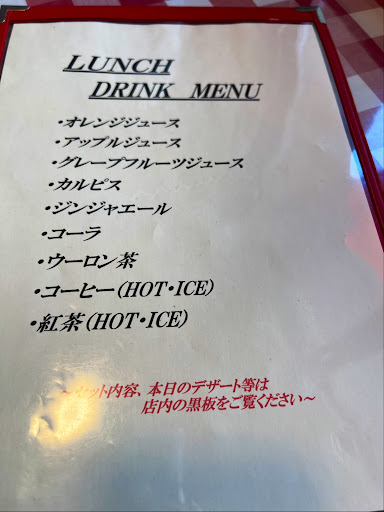 LUNCH
DRINK MENU
・オレンジジュース
・アップルジュース
・グレープフルーツジュース
・カルピス
・ジンジャエール
・コーラ
・ウーロン茶
・コーヒー(HOT・ICE)
・紅茶(HOT・ICE)
～セット内容、本日のデザート等は
店内の黒板をご覧ください～